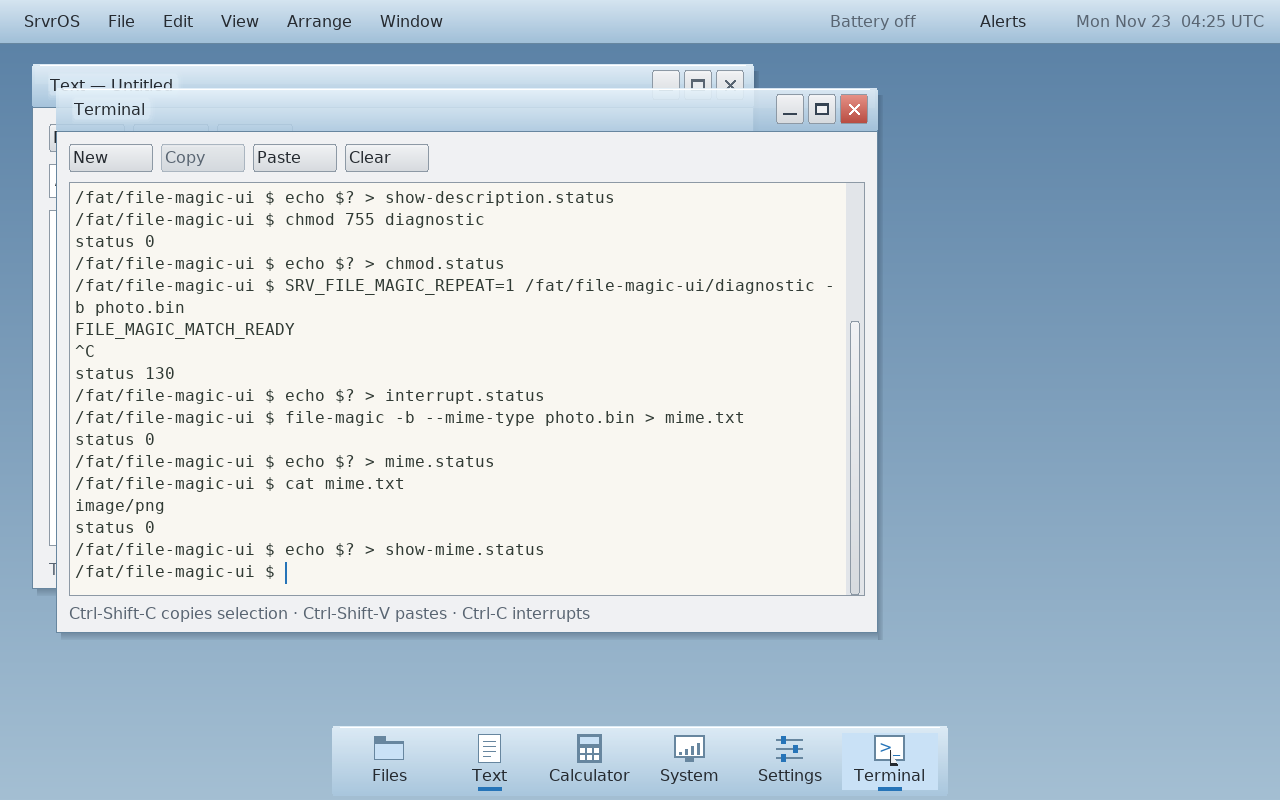 SrvrOS File Edit View Arrange Window Battery off Alerts Mon Nov 23 04:25 UTC
Text — Untitled
Terminal
New Copy Paste Clear
/fat/file-magic-ui $ echo $? > show-description.status
/fat/file-magic-ui $ chmod 755 diagnostic
status 0
/fat/file-magic-ui $ echo $? > chmod.status
/fat/file-magic-ui $ SRV_FILE_MAGIC_REPEAT=1 /fat/file-magic-ui/diagnostic -
b photo.bin
FILE_MAGIC_MATCH_READY
^C
status 130
/fat/file-magic-ui $ echo $? > interrupt.status
/fat/file-magic-ui $ file-magic -b --mime-type photo.bin > mime.txt
status 0
/fat/file-magic-ui $ echo $? > mime.status
/fat/file-magic-ui $ cat mime.txt
image/png
status 0
/fat/file-magic-ui $ echo $? > show-mime.status
/fat/file-magic-ui $
Ctrl-Shift-C copies selection · Ctrl-Shift-V pastes · Ctrl-C interrupts
Files Text Calculator System Settings Terminal